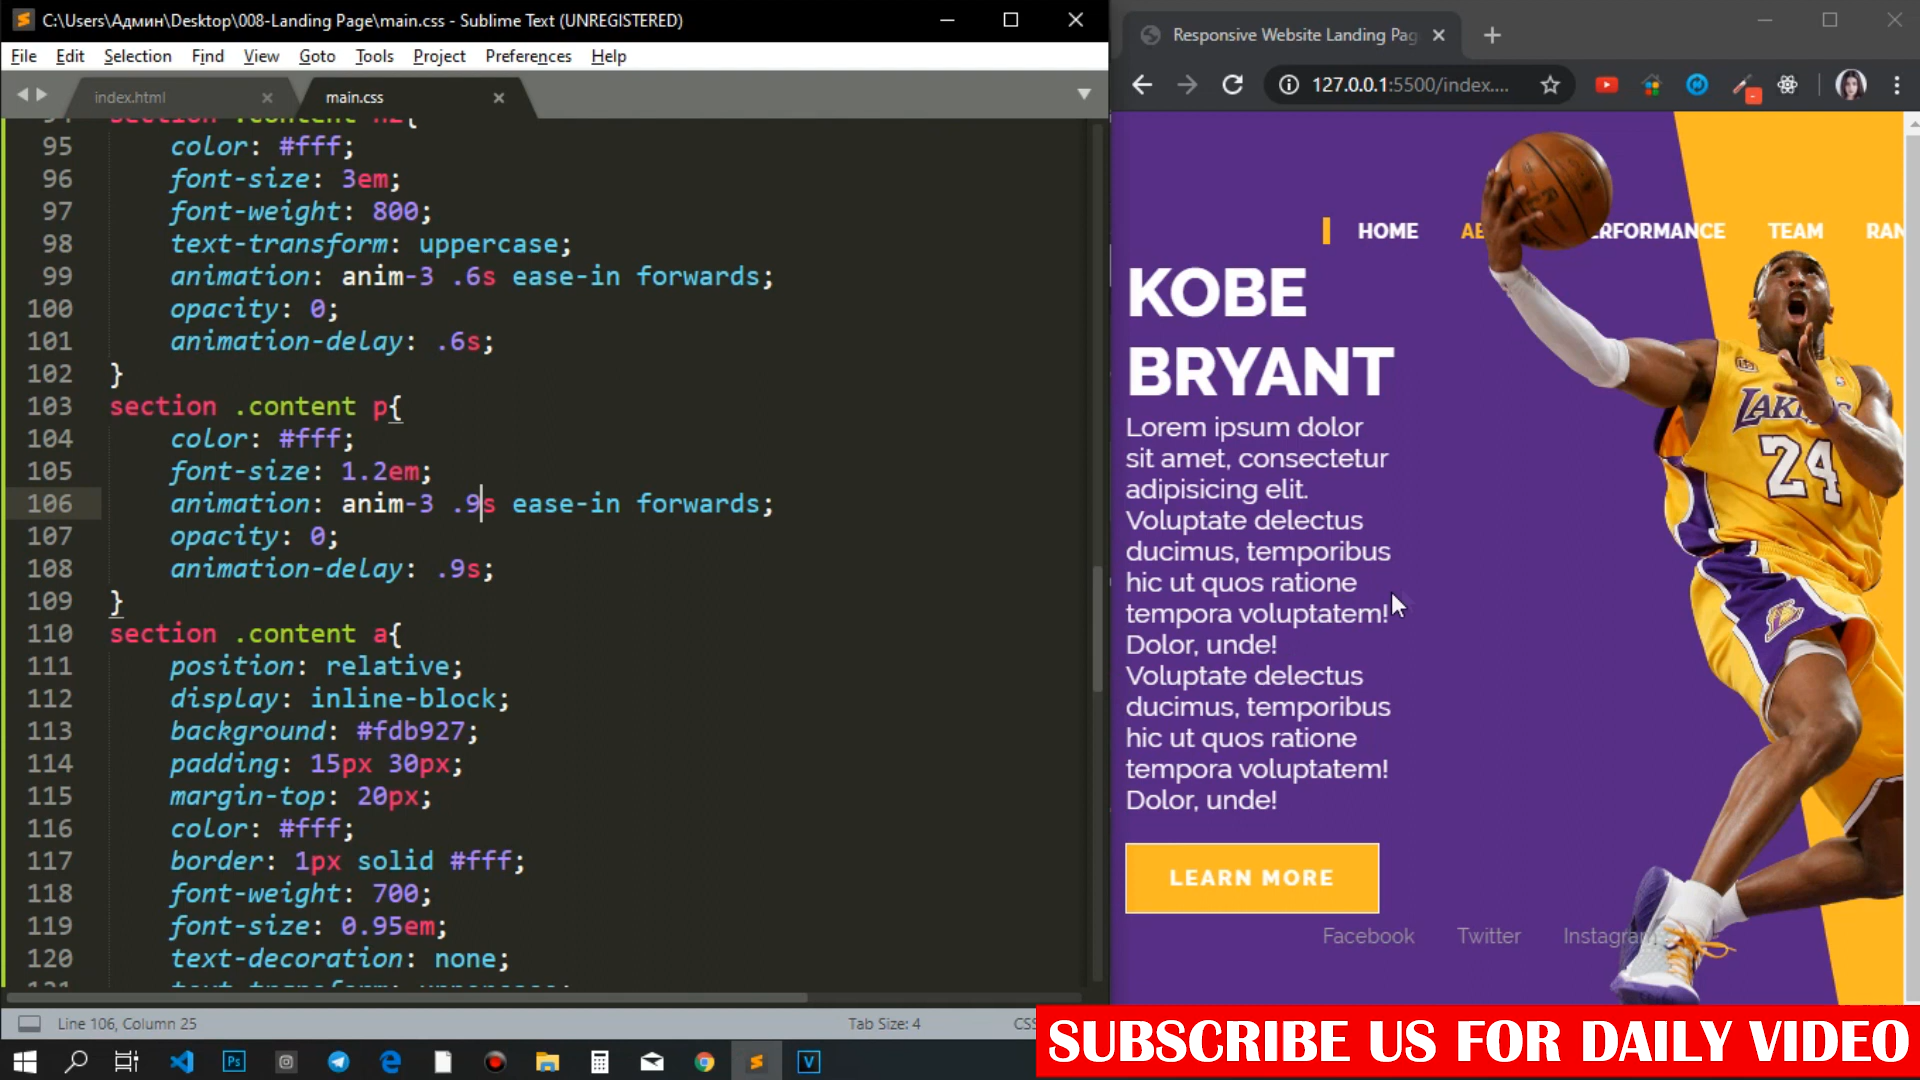 C:\Users\Админ\Desktop\008-Landing Page\main.css - Sublime Text (UNREGISTERED)
File Edit Selection Find View Goto Tools Project Preferences Help
index.html main.css
95 color: #fff;
96 font-size: 3em;
97 font-weight: 800;
98 text-transform: uppercase;
99 animation: anim-3 .6s ease-in forwards;
100 opacity: 0;
101 animation-delay: .6s;
102 }
103 section .content p{
104 color: #fff;
105 font-size: 1.2em;
106 animation: anim-3 .9s ease-in forwards;
107 opacity: 0;
108 animation-delay: .9s;
109 }
110 section .content a{
111 position: relative;
112 display: inline-block;
113 background: #fdb927;
114 padding: 15px 30px;
115 margin-top: 20px;
116 color: #fff;
117 border: 1px solid #fff;
118 font-weight: 700;
119 font-size: 0.95em;
120 text-decoration: none;
Line 106, Column 25
Tab Size: 4
CSS
Responsive Website Landing Pag
127.0.0.1:5500/index....
HOME AB ERFORMANCE TEAM RAN
KOBE
BRYANT
Lorem ipsum dolor
sit amet, consectetur
adipisicing elit.
Voluptate delectus
ducimus, temporibus
hic ut quos ratione
tempora voluptatem!
Dolor, unde!
Voluptate delectus
ducimus, temporibus
hic ut quos ratione
tempora voluptatem!
Dolor, unde!
LEARN MORE
Facebook Twitter Instagram
LAKERS
24
SUBSCRIBE US FOR DAILY VIDEO